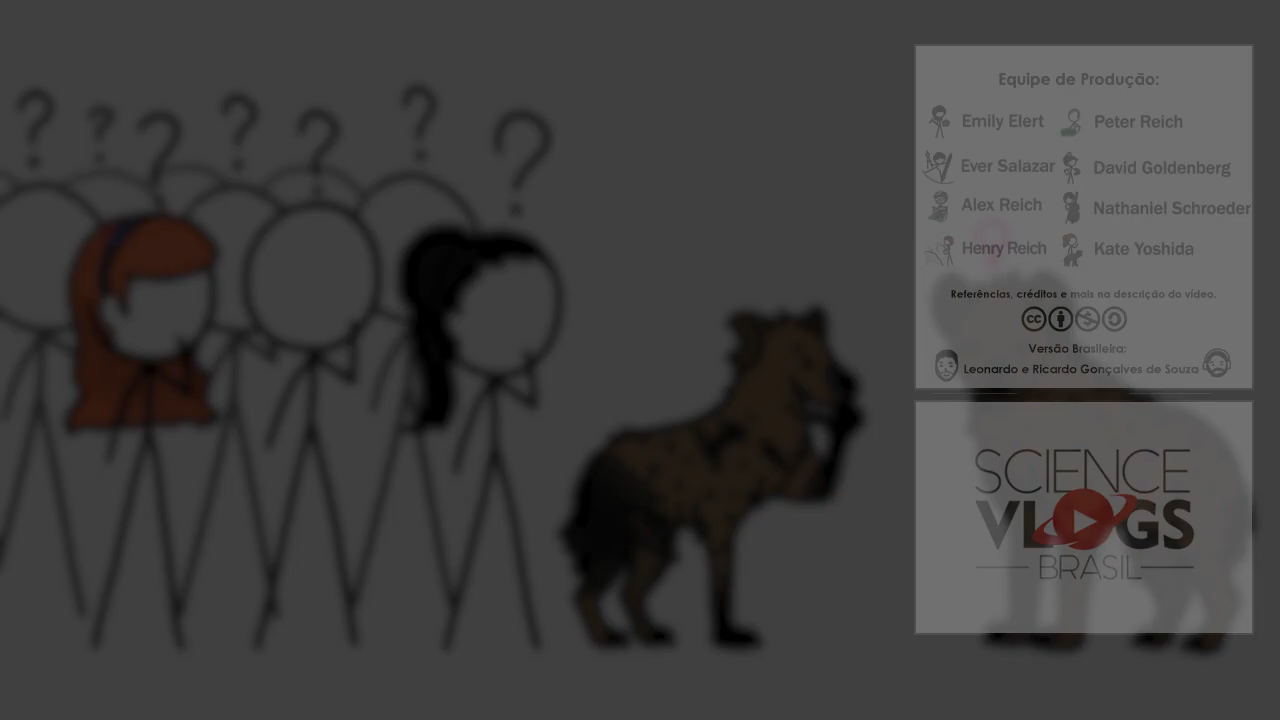 ? ? ? ? ? ? ?
Equipe de Produção:
Emily Elert Peter Reich
Ever Salazar David Goldenberg
Alex Reich Nathaniel Schroeder
Henry Reich Kate Yoshida
Referências, créditos e mais na descrição do vídeo.
cc
Versão Brasileira:
Leonardo e Ricardo Gonçalves de Souza
SCIENCE
VLOGS
BRASIL